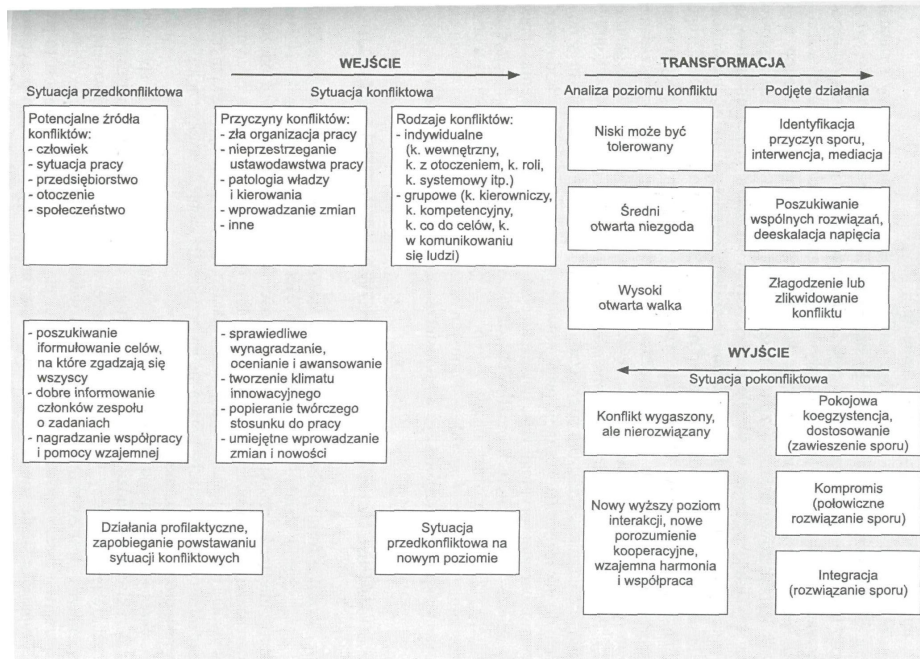 WEJŚCIE
Sytuacja przedkonfliktowa
Sytuacja konfliktowa
Potencjalne źródła
konfliktów:
- człowiek
- sytuacja pracy
- przedsiębiorstwo
- otoczenie
- społeczeństwo
Przyczyny konfliktów:
- zła organizacja pracy
- nieprzestrzeganie
ustawodawstwa pracy
- patologia władzy
i kierowania
- wprowadzanie zmian
- inne
Rodzaje konfliktów:
- indywidualne
(k. wewnętrzny,
k. z otoczeniem, k. roli,
k. systemowy itp.)
- grupowe (k. kierowniczy,
k. kompetencyjny,
k. co do celów, k.
w komunikowaniu
się ludzi)
TRANSFORMACJA
Analiza poziomu konfliktu
Podjęte działania
Niski może być
tolerowany
Identyfikacja
przyczyn sporu,
interwencja, mediacja
Średni
otwarta niezgoda
Poszukiwanie
wspólnych rozwiązań,
deeskalacja napięcia
Wysoki
otwarta walka
Złagodzenie lub
zlikwidowanie
konfliktu
- poszukiwanie
iformułowanie celów,
na które zgadzają się
wszyscy
- dobre informowanie
członków zespołu
o zadaniach
- nagradzanie współpracy
i pomocy wzajemnej
- sprawiedliwe
wynagradzanie,
ocenianie i awansowanie
- tworzenie klimatu
innowacyjnego
- popieranie twórczego
stosunku do pracy
- umiejętne wprowadzanie
zmian i nowości
WYJŚCIE
Sytuacja pokonfliktowa
Konflikt wygaszony,
ale nierozwiązany
Pokojowa
koegzystencja,
dostosowanie
(zawieszenie sporu)
Nowy wyższy poziom
interakcji, nowe
porozumienie
kooperacyjne,
wzajemna harmonia
i współpraca
Kompromis
(połowiczne
rozwiązanie sporu)
Integracja
(rozwiązanie sporu)
Działania profilaktyczne,
zapobieganie powstawaniu
sytuacji konfliktowych
Sytuacja
przedkonfliktowa na
nowym poziomie